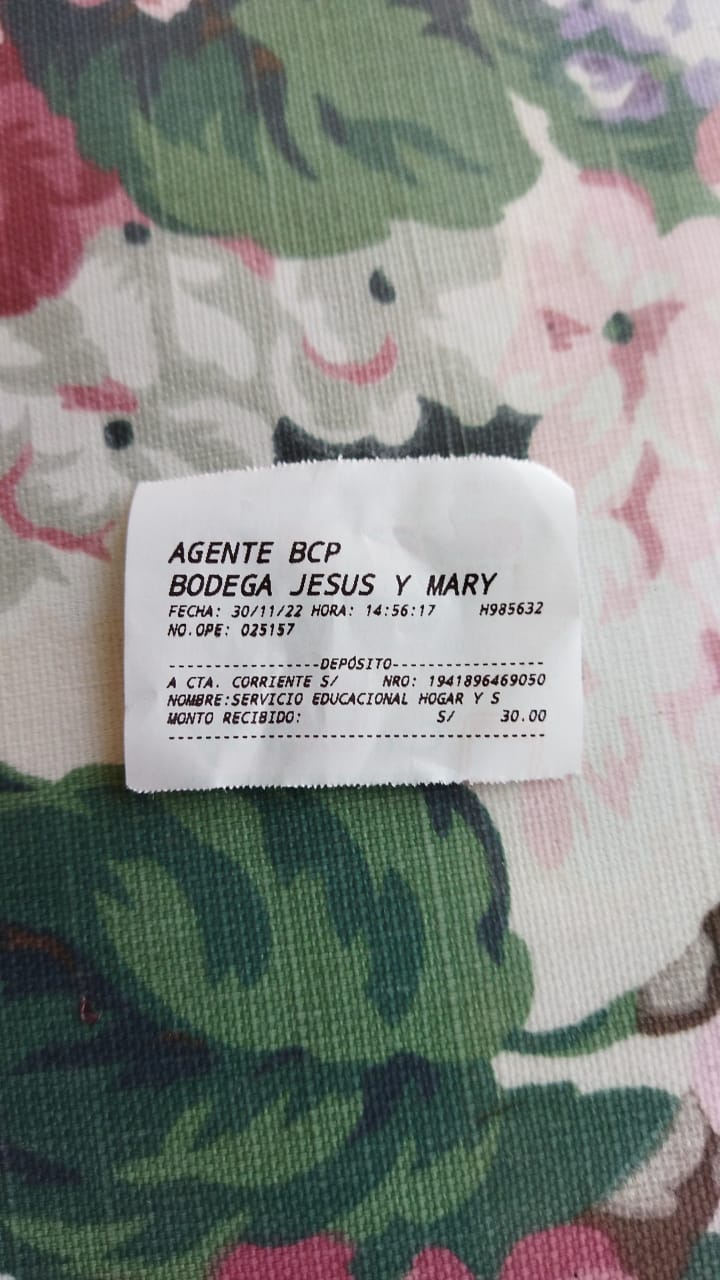 AGENTE BCP
BODEGA JESUS Y MARY
FECHA: 30/11/22 HORA: 14:56:17 H985632
NO.OPE: 025157
-----------------DEPÓSITO-----------------
A CTA. CORRIENTE S/ NRO: 1941896469050
NOMBRE:SERVICIO EDUCACIONAL HOGAR Y S
MONTO RECIBIDO: S/ 30.00
------------------------------------------